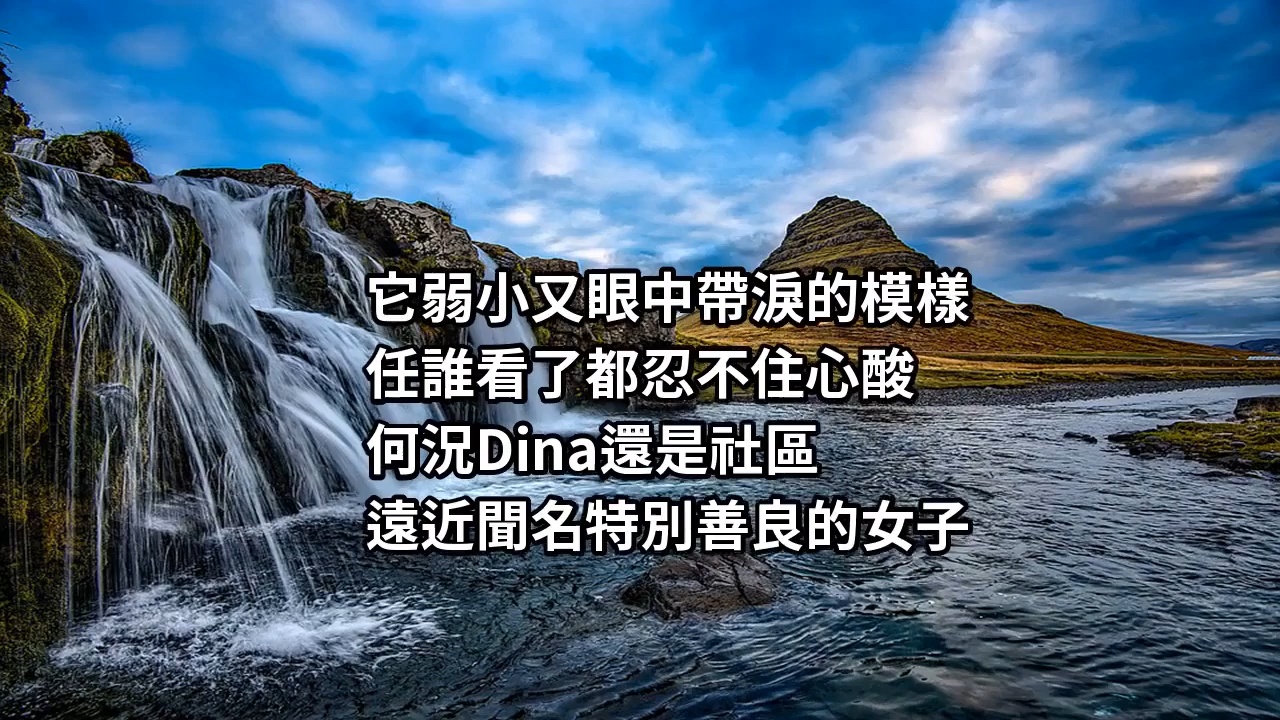 它弱小又眼中帶淚的模樣
任誰看了都忍不住心酸
何況Dina還是社區
遠近聞名特別善良的女子